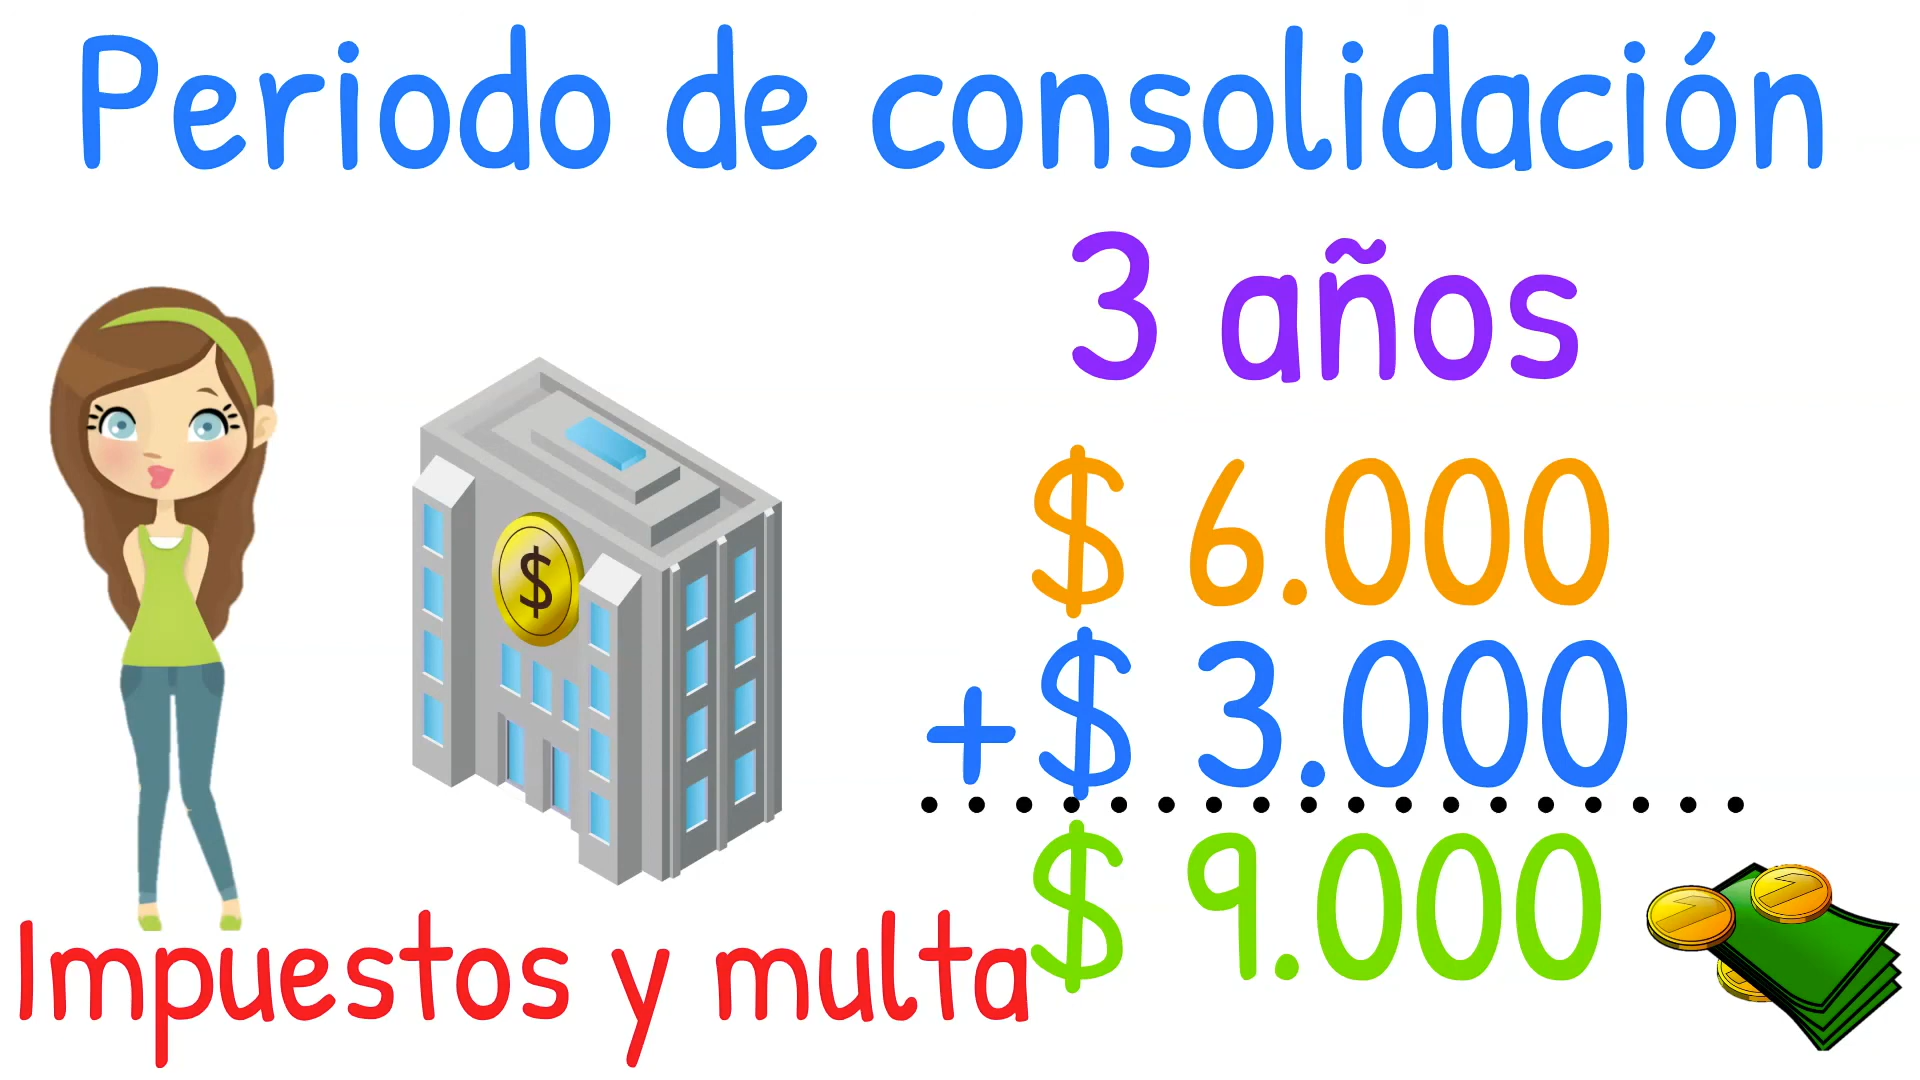 Periodo de consolidación
3 años
$ 6.000
+$ 3.000
$ 9.000
Impuestos y multa
$